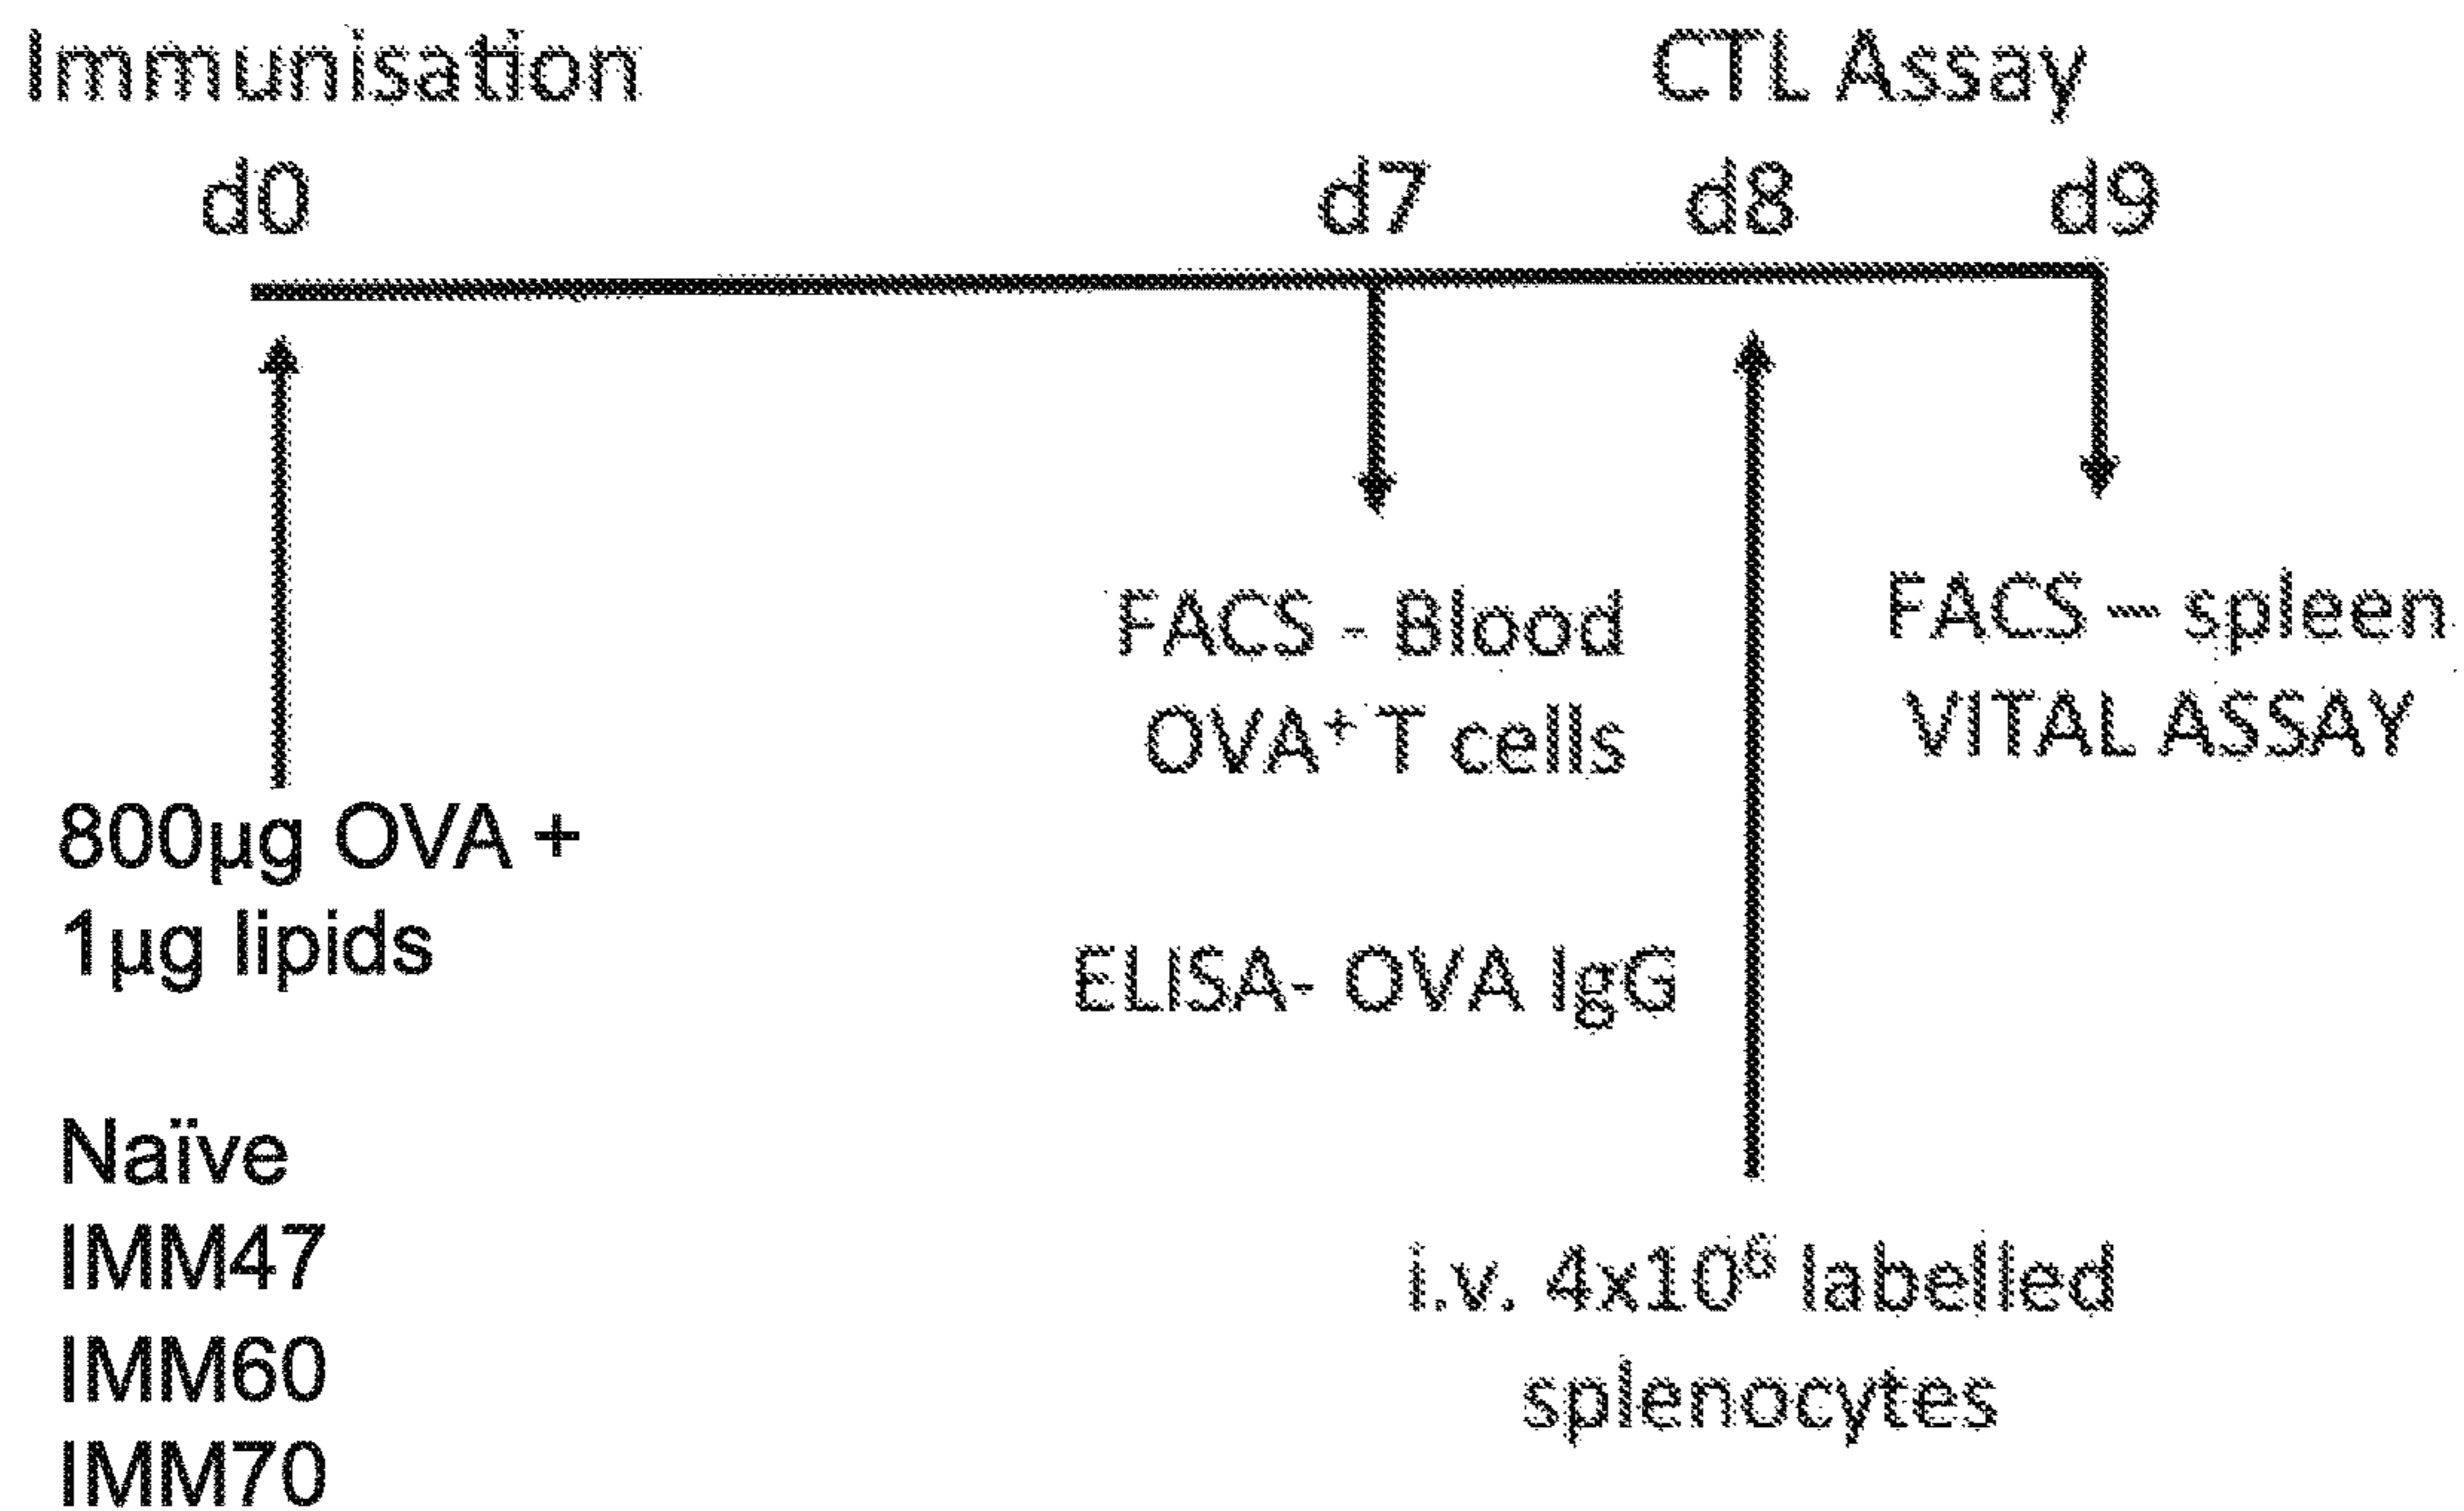 Immunisation
CTL Assay
d0
d7
d8
d9
800µg OVA +
1µg lipids
Naïve
IMM47
IMM60
IMM70
FACS - Blood
OVA⁺ T cells
ELISA- OVA IgG
i.v. 4x10⁶ labelled
splenocytes
FACS – spleen
VITAL ASSAY